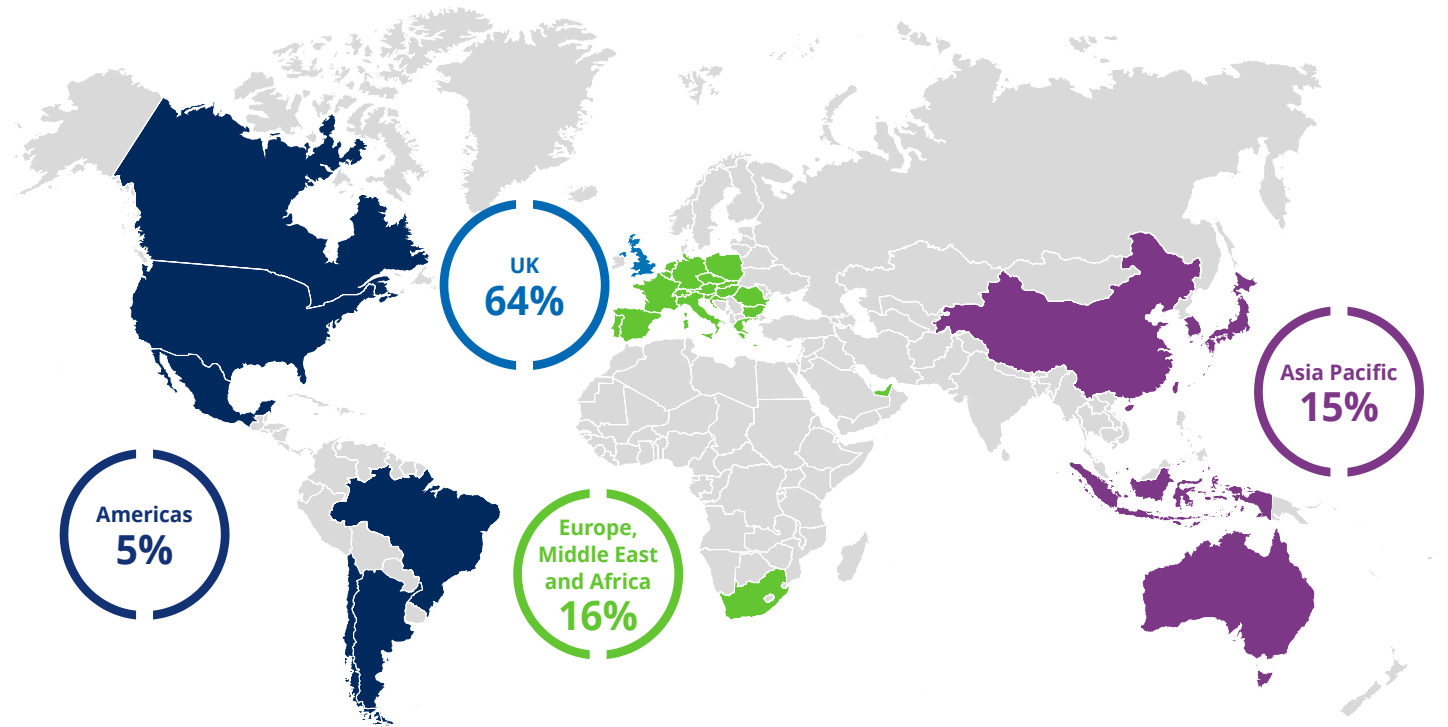 UK
64%
Asia Pacific
15%
Americas
5%
Europe,
Middle East
and Africa
16%